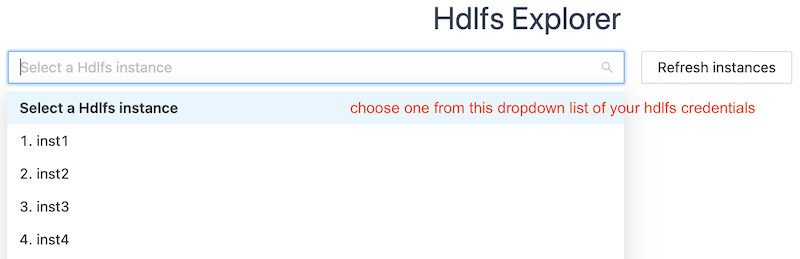 Hdlfs Explorer
Select a Hdlfs instance
Refresh instances
Select a Hdlfs instance
choose one from this dropdown list of your hdlfs credentials
1. inst1
2. inst2
3. inst3
4. inst4